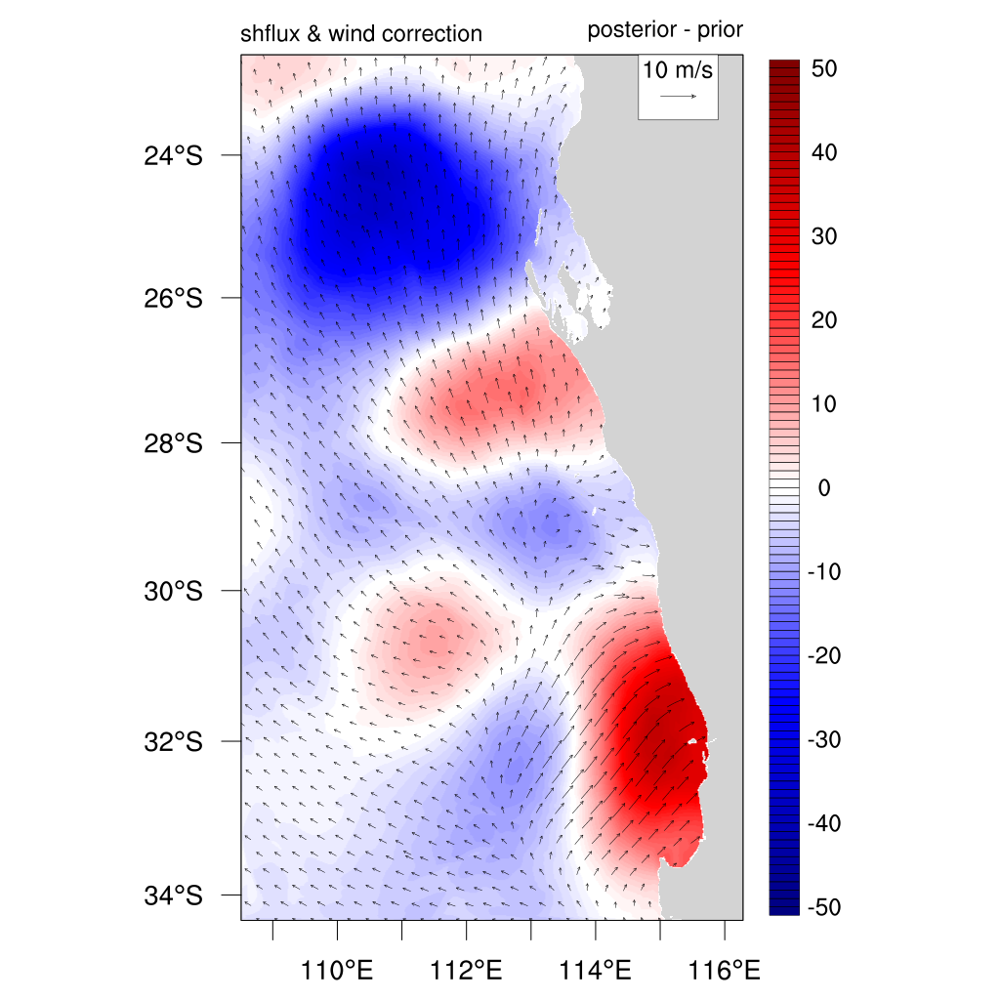 shflux & wind correction
posterior - prior
10 m/s
24°S
26°S
28°S
30°S
32°S
34°S
110°E
112°E
114°E
116°E
50
40
30
20
10
0
-10
-20
-30
-40
-50